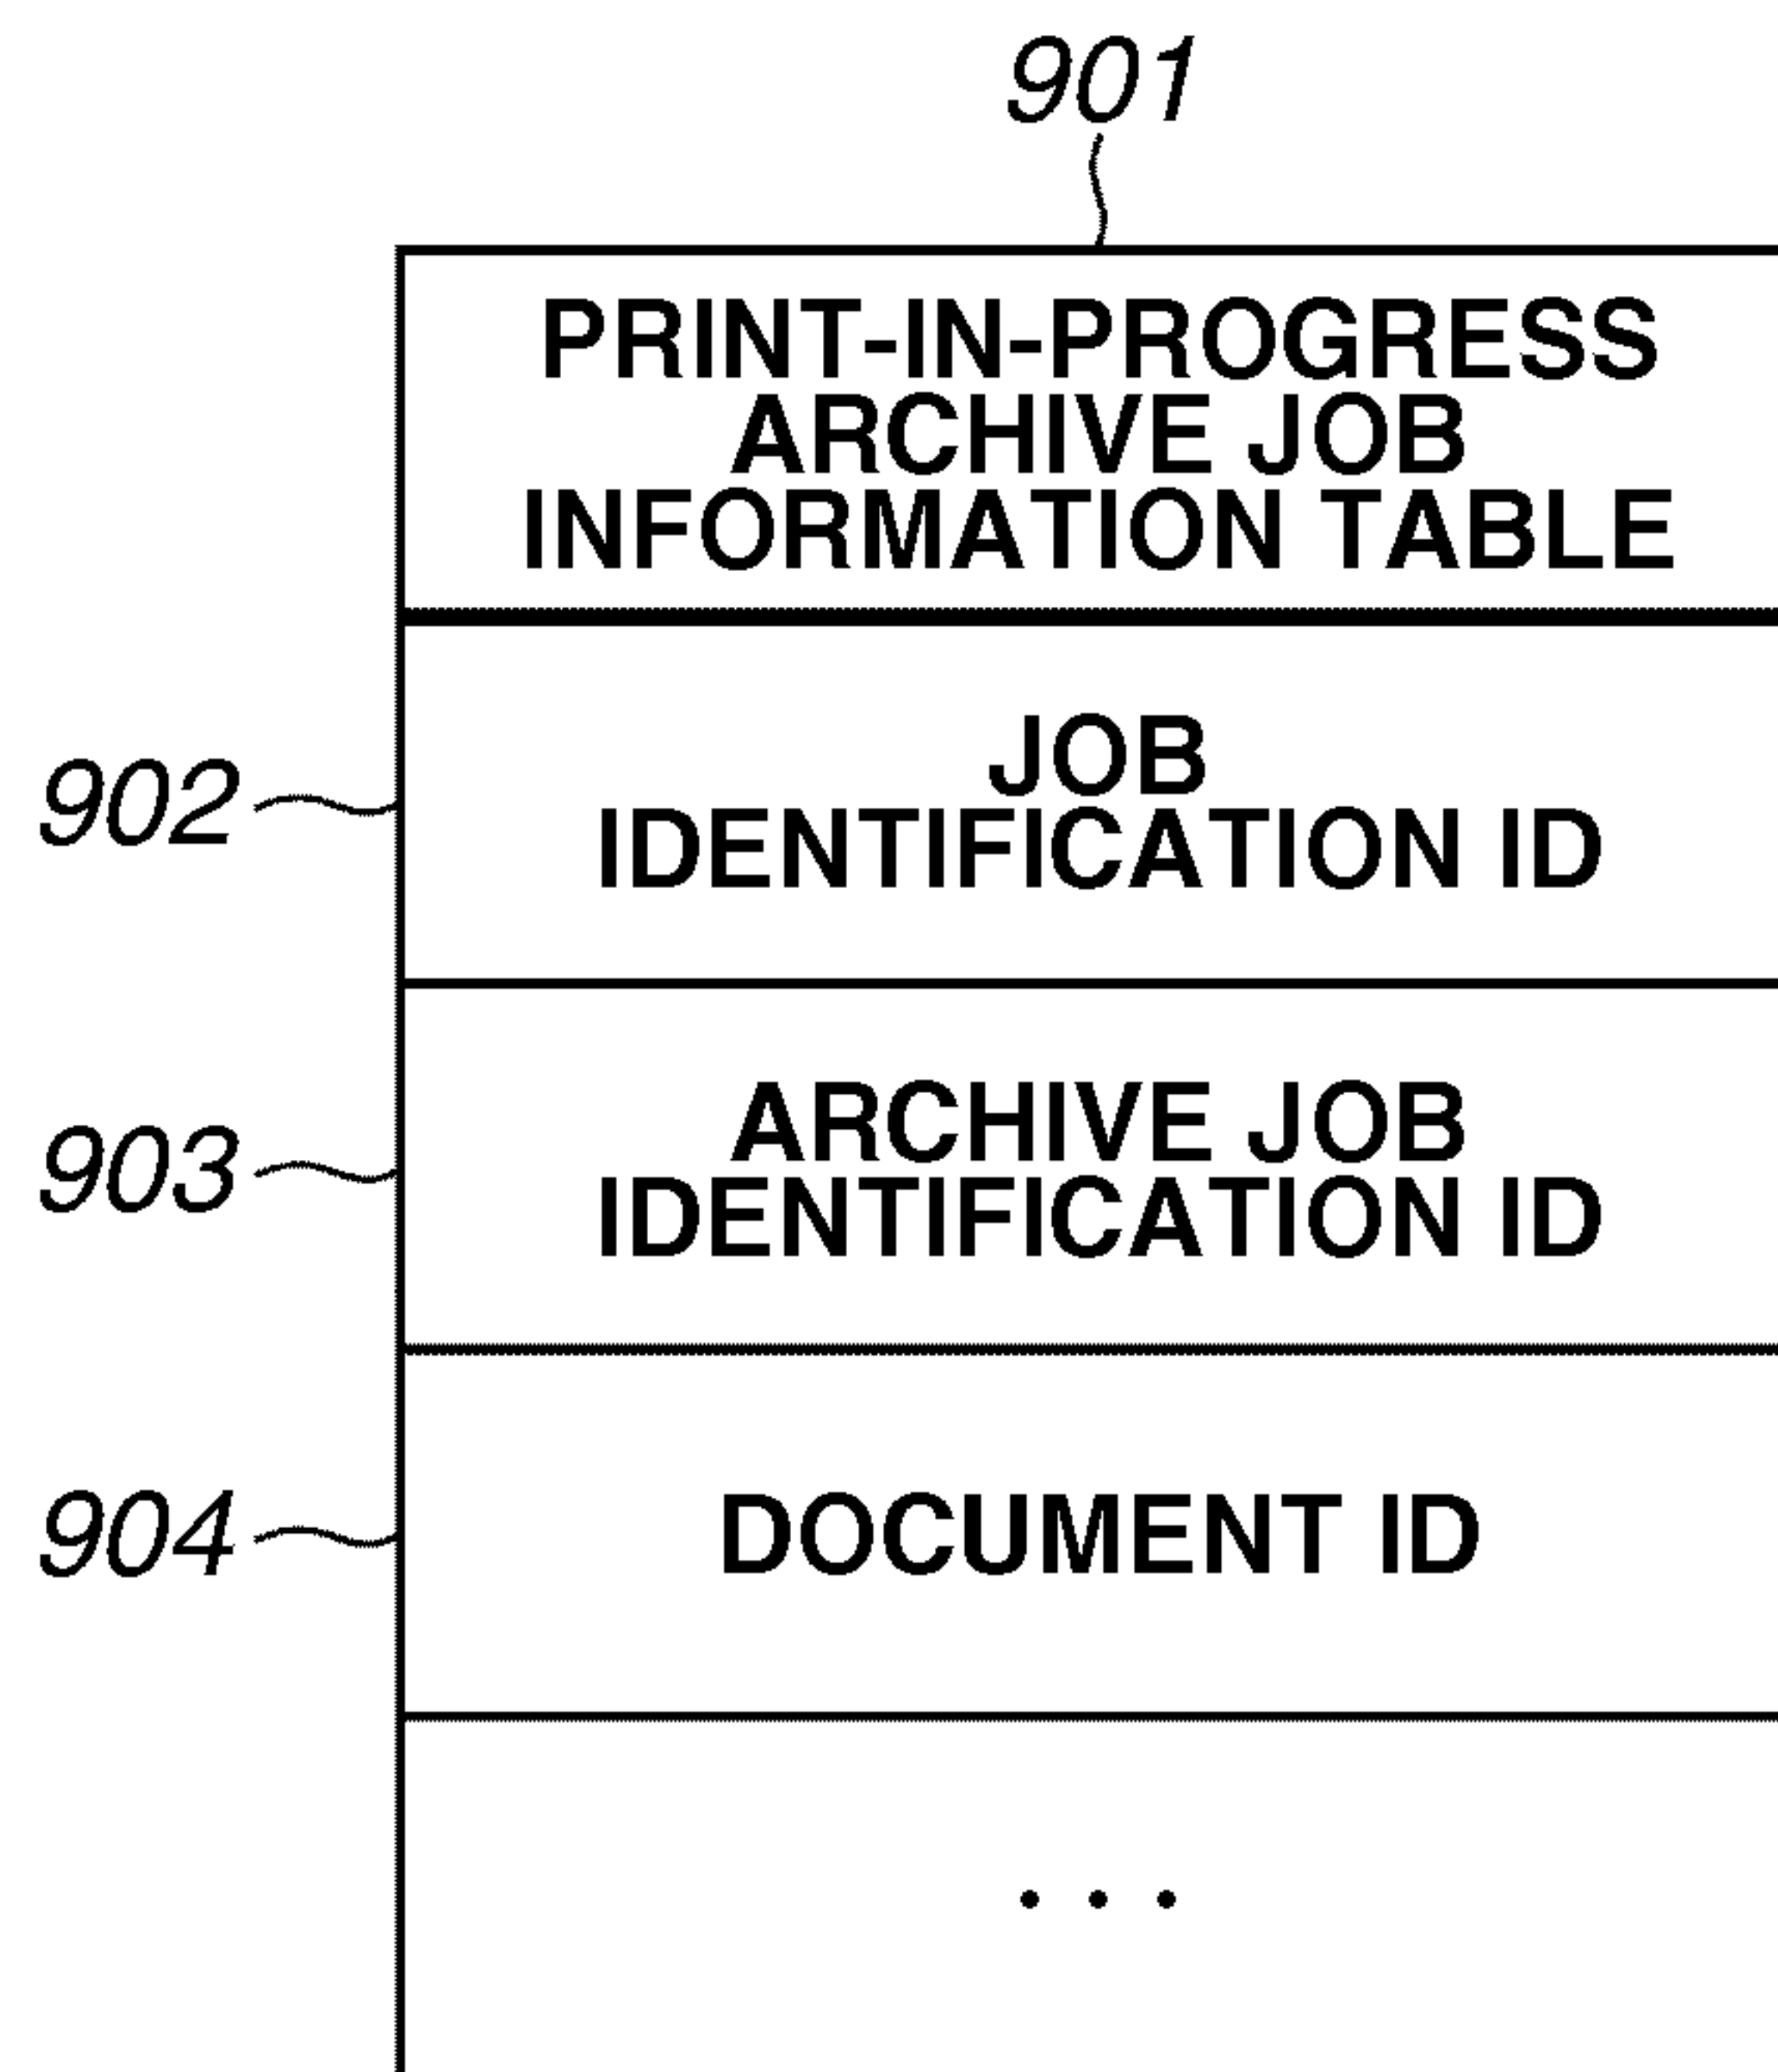 901
PRINT-IN-PROGRESS
ARCHIVE JOB
INFORMATION TABLE
902
JOB
IDENTIFICATION ID
903
ARCHIVE JOB
IDENTIFICATION ID
904
DOCUMENT ID
...